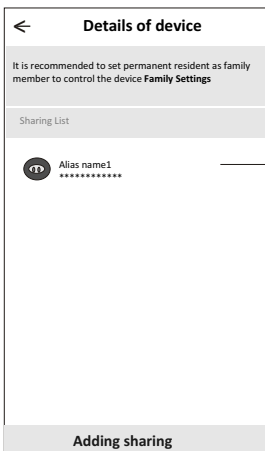 Details of device
It is recommended to set permanent resident as family
member to control the device Family Settings
Sharing List
Alias name1
************
Adding sharing